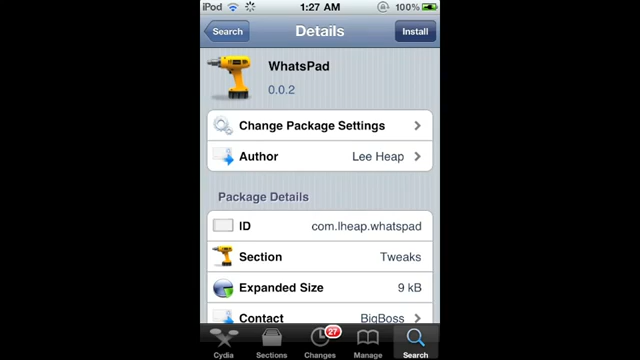 iPod 1:27 AM 100%
Search Details Install
WhatsPad
0.0.2
Change Package Settings
Author Lee Heap
Package Details
ID com.lheap.whatspad
Section Tweaks
Expanded Size 9 kB
Contact BigBoss
27
Cydia Sections Changes Manage Search